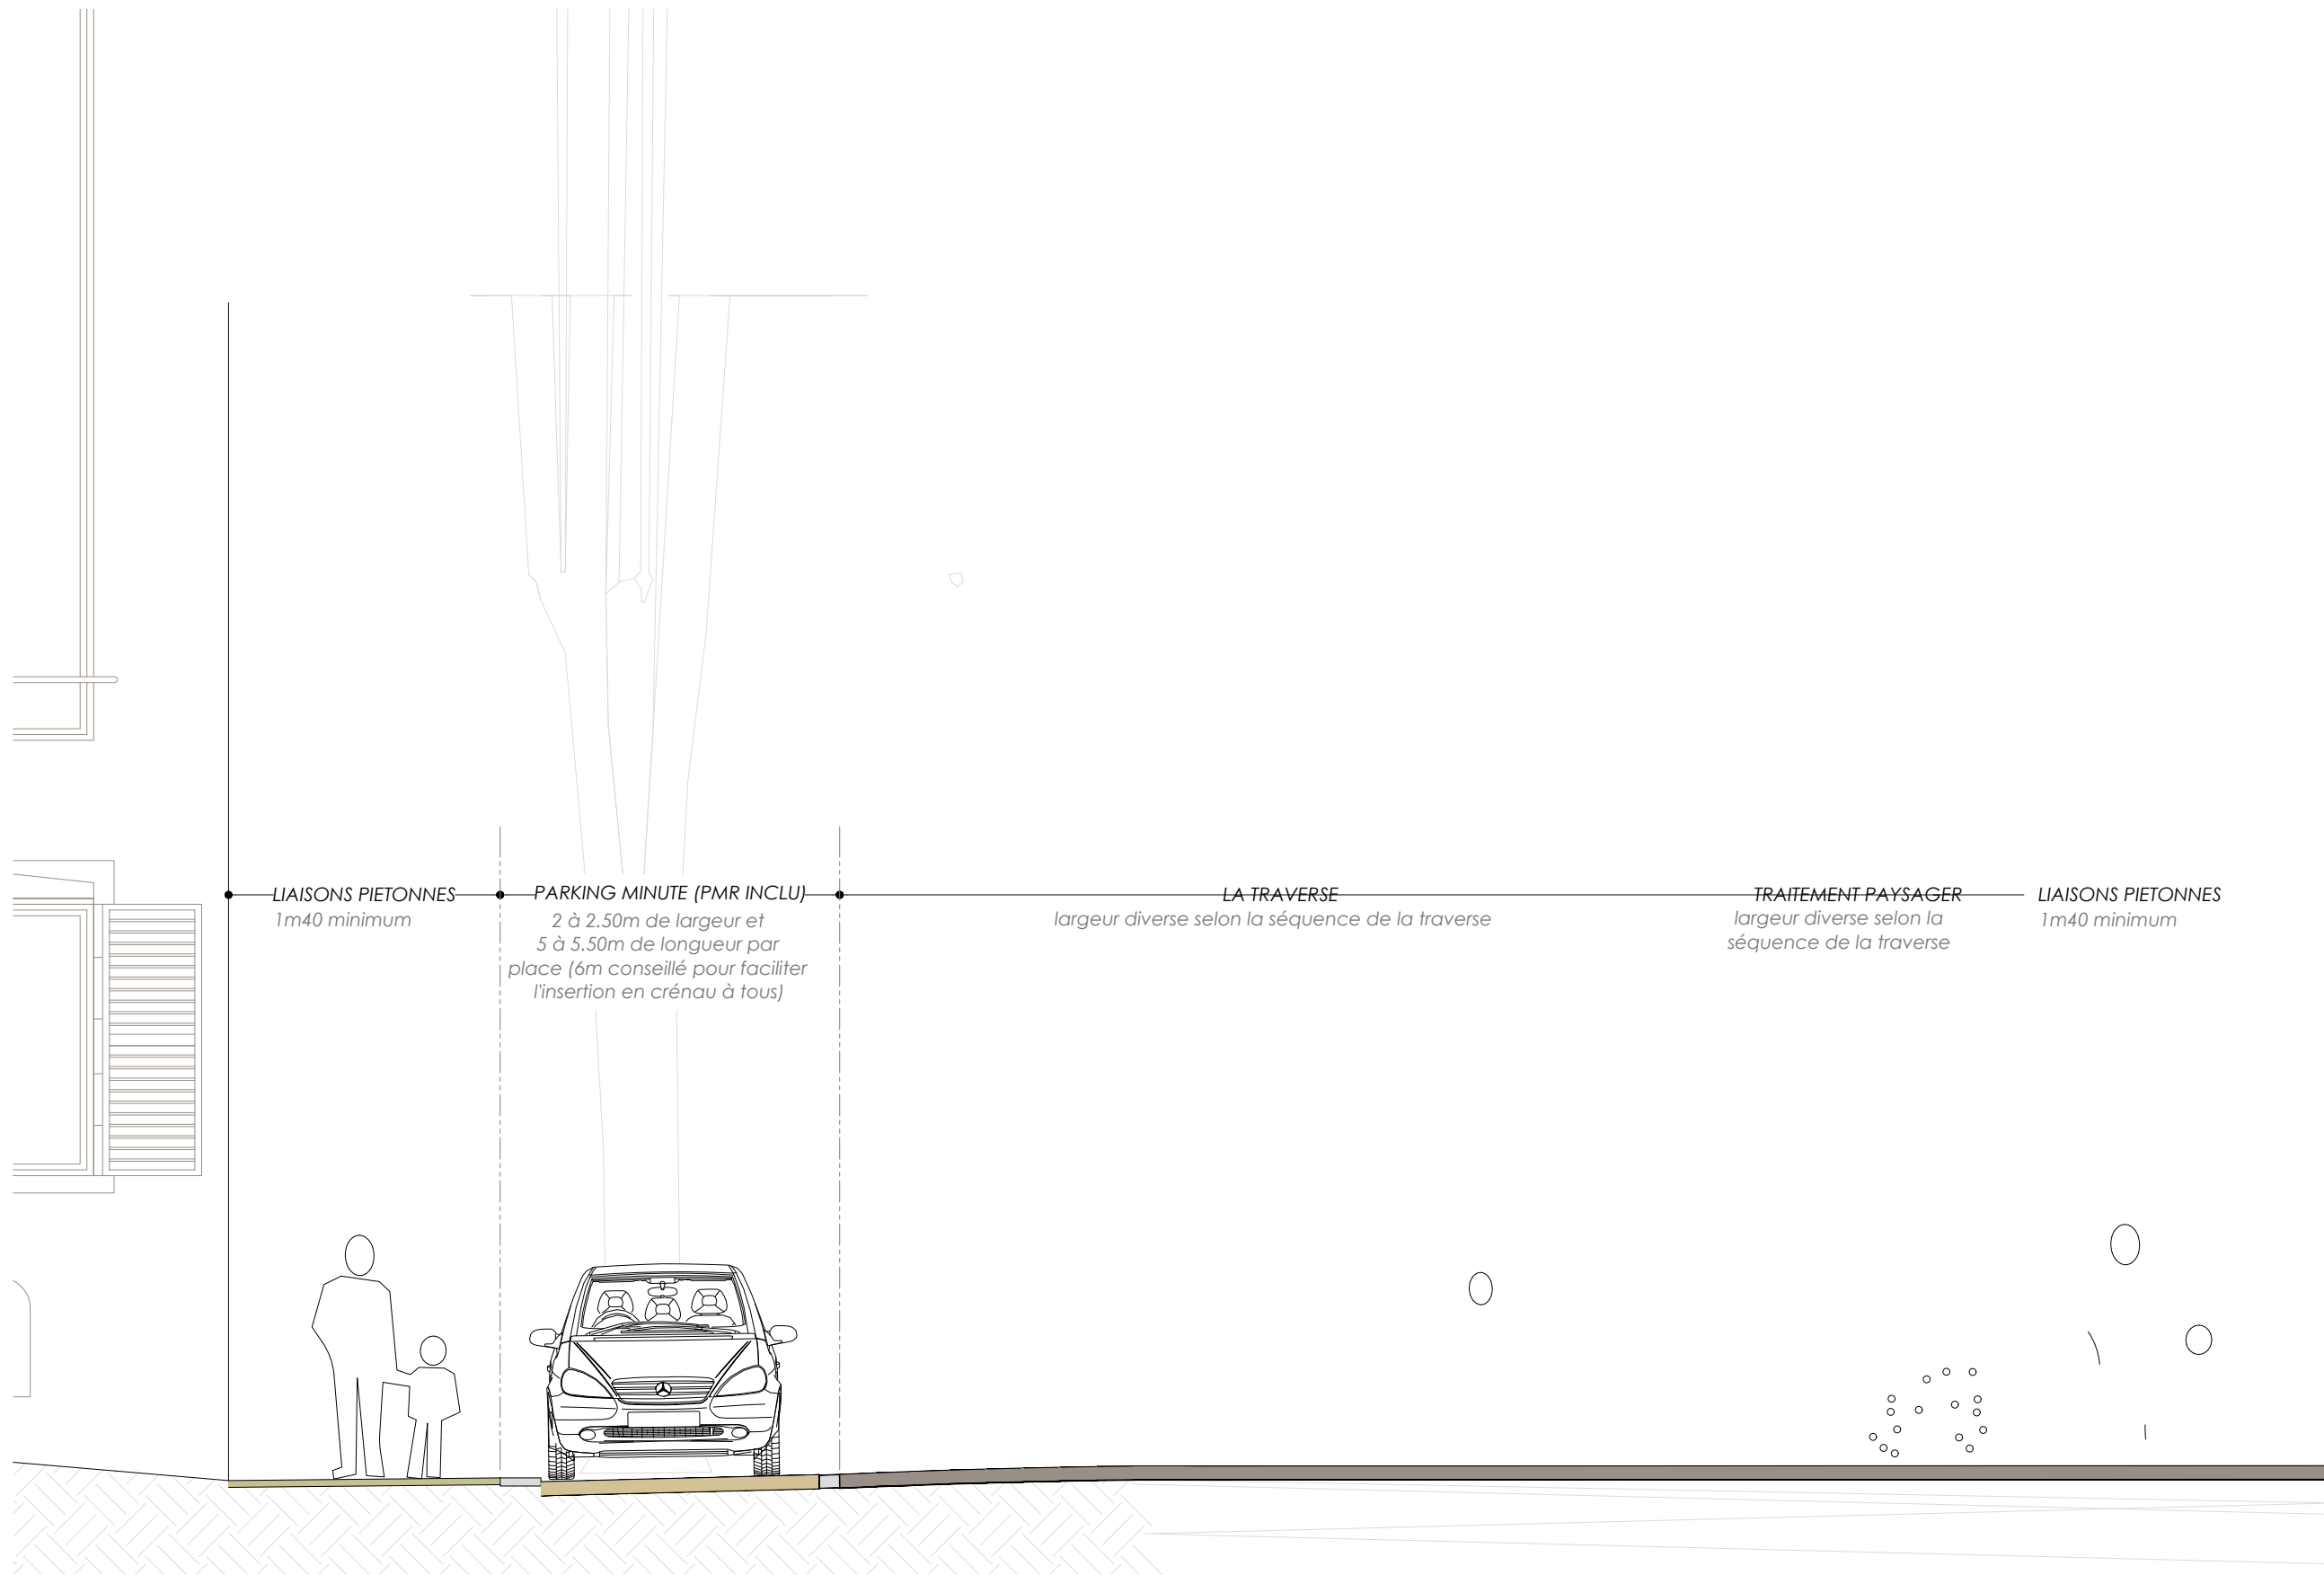 LIAISONS PIETONNES
1m40 minimum
PARKING MINUTE (PMR INCLU)
2 à 2.50m de largeur et
5 à 5.50m de longueur par
place (6m conseillé pour faciliter
l'insertion en crénau à tous)
LA TRAVERSE
largeur diverse selon la séquence de la traverse
TRAITEMENT PAYSAGER
largeur diverse selon la
séquence de la traverse
LIAISONS PIETONNES
1m40 minimum